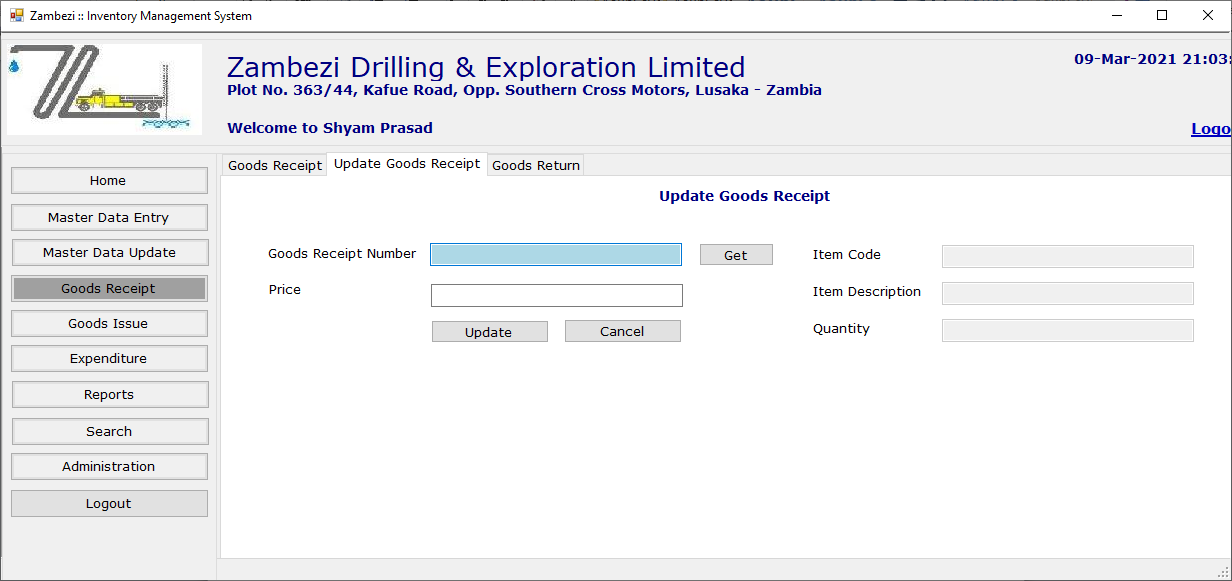 Zambezi :: Inventory Management System
Zambezi Drilling & Exploration Limited
09-Mar-2021 21:03:
Plot No. 363/44, Kafue Road, Opp. Southern Cross Motors, Lusaka - Zambia
Welcome to Shyam Prasad
Logo
Home
Master Data Entry
Master Data Update
Goods Receipt
Goods Issue
Expenditure
Reports
Search
Administration
Logout
Goods Receipt Update Goods Receipt Goods Return
Update Goods Receipt
Goods Receipt Number Get Item Code
Price Item Description
Update Cancel Quantity